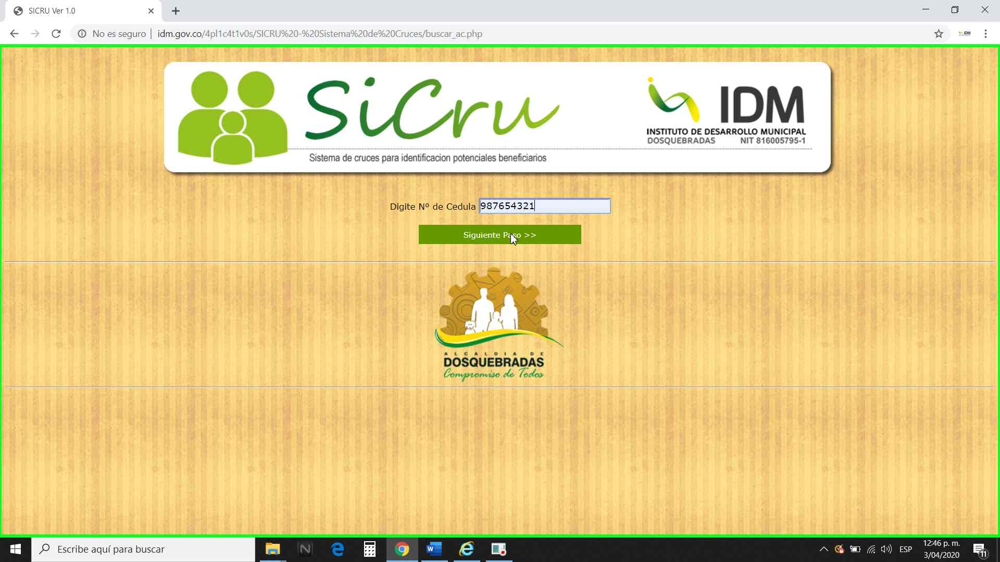 SICRU Ver 1.0
No es seguro | idm.gov.co/4pl1c4t1v0s/SICRU%20-%20Sistema%20de%20Cruces/buscar_ac.php
SiCru
Sistema de cruces para identificacion potenciales beneficiarios
IDM
INSTITUTO DE DESARROLLO MUNICIPAL
DOSQUEBRADAS NIT 816005795-1
Digite Nº de Cedula 987654321
Siguiente Paso >>
ALCALDIA DE
DOSQUEBRADAS
Compromiso de Todos
Escribe aquí para buscar
ESP
12:46 p. m.
3/04/2020
11